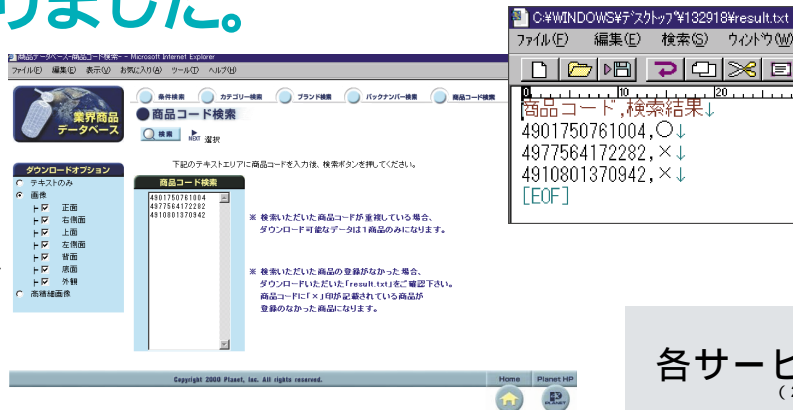 りました。
商品データベース-商品コード検索- - Microsoft Internet Explorer
ファイル(F) 編集(E) 表示(V) お気に入り(A) ツール(T) ヘルプ(H)
条件検索 カテゴリー検索 ブランド検索 バックナンバー検索 商品コード検索
業界商品
データベース
●商品コード検索
検索 NEXT 選択
下記のテキストエリアに商品コードを入力後、検索ボタンを押してください。
ダウンロードオプション
テキストのみ
画像
正面
右側面
上面
左側面
背面
底面
外観
高精細画像
商品コード検索
4901750761004
4977564172282
4910801370942
※ 検索いただいた商品コードが重複している場合、
ダウンロード可能なデータは1商品のみになります。
※ 検索いただいた商品の登録がなかった場合、
ダウンロードいただいた「result.txt」をご確認下さい。
商品コードに「×」印が記載されている商品が
登録のなかった商品になります。
Copyright 2000 Planet, Inc. All rights reserved.
Home Planet HP
PLANET
C:¥WINDOWS¥デスクトップ¥132918¥result.txt
ファイル(F) 編集(E) 検索(S) ウィンドウ(W)
0 10 20
商品コード,検索結果↓
4901750761004,○↓
4977564172282,×↓
4910801370942,×↓
[EOF]
各サービ